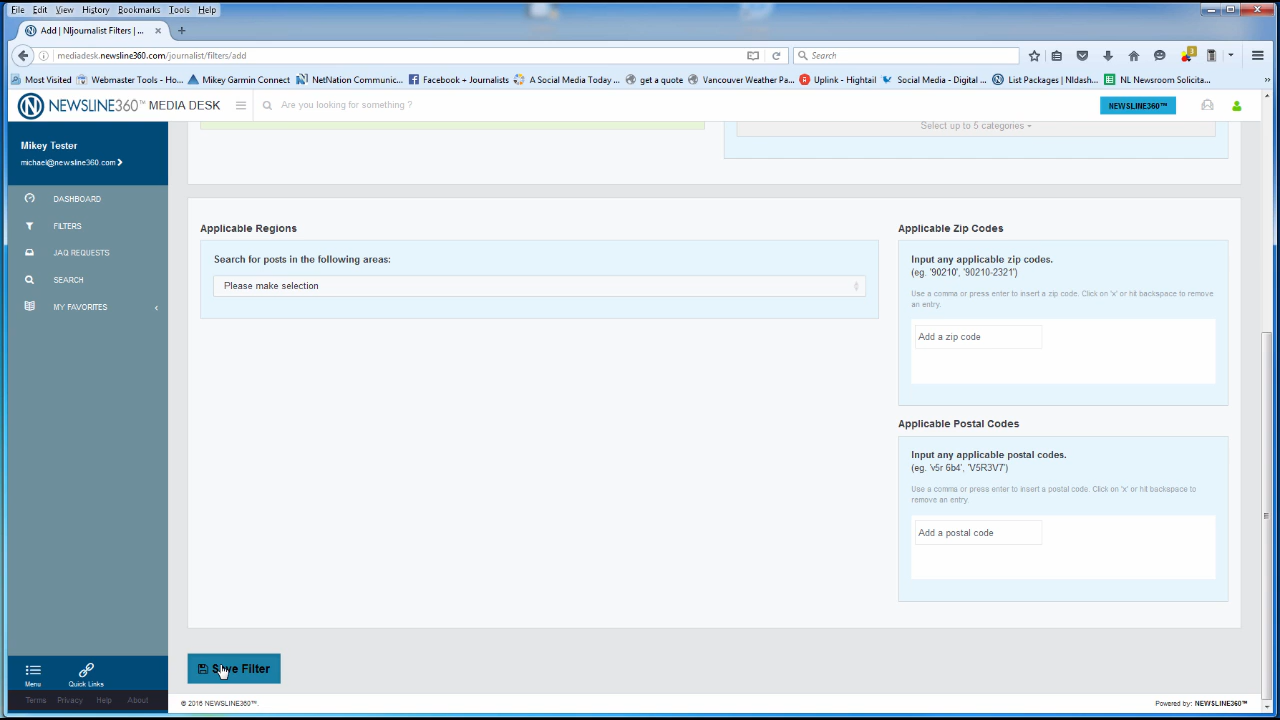 File Edit View History Bookmarks Tools Help
Add | Nljournalist Filters | ... × +
mediadesk.newsline360.com/journalist/filters/add
Search
3
Most Visited Webmaster Tools - Ho... Mikey Garmin Connect NetNation Communic... Facebook + Journalists A Social Media Today ... get a quote Vancouver Weather Pa... Uplink - Hightail Social Media - Digital ... List Packages | Nldash... NL Newsroom Solicita... »
NEWSLINE360™ MEDIA DESK
Are you looking for something ?
NEWSLINE360™
Mikey Tester
michael@newsline360.com
Select up to 5 categories
DASHBOARD
FILTERS
JAQ REQUESTS
SEARCH
MY FAVORITES
Applicable Regions
Search for posts in the following areas:
Please make selection
Applicable Zip Codes
Input any applicable zip codes.
(eg. '90210', '90210-2321')
Use a comma or press enter to insert a zip code. Click on 'x' or hit backspace to remove
an entry.
Add a zip code
Applicable Postal Codes
Input any applicable postal codes.
(eg. 'v5r 6b4', 'V5R3V7')
Use a comma or press enter to insert a postal code. Click on 'x' or hit backspace to
remove an entry.
Add a postal code
Save Filter
Menu Quick Links
Terms Privacy Help About
© 2016 NEWSLINE360™.
Powered by: NEWSLINE360™